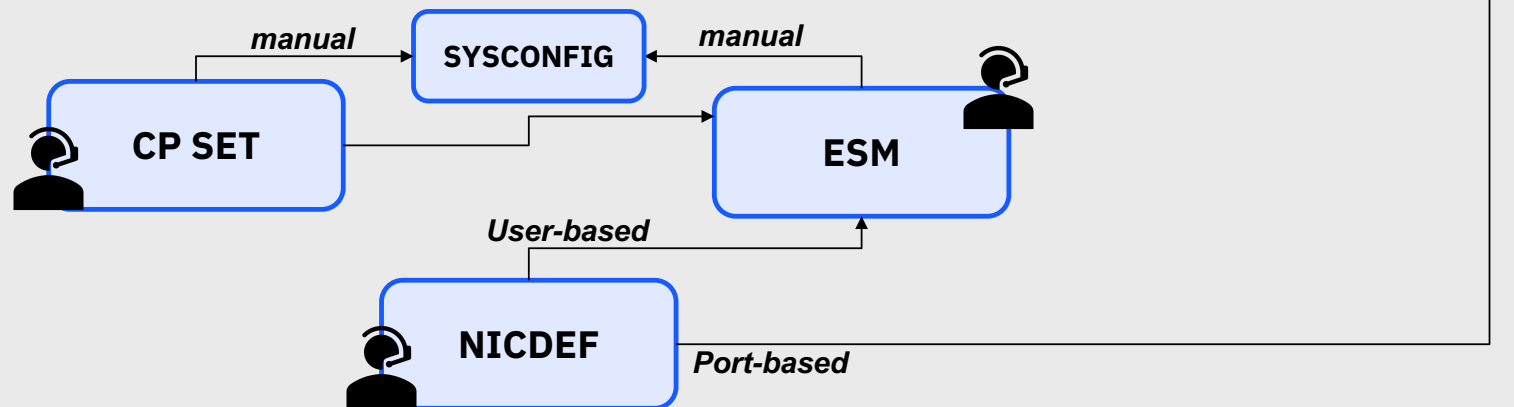 manual
SYSCONFIG
manual
CP SET
ESM
User-based
NICDEF
Port-based